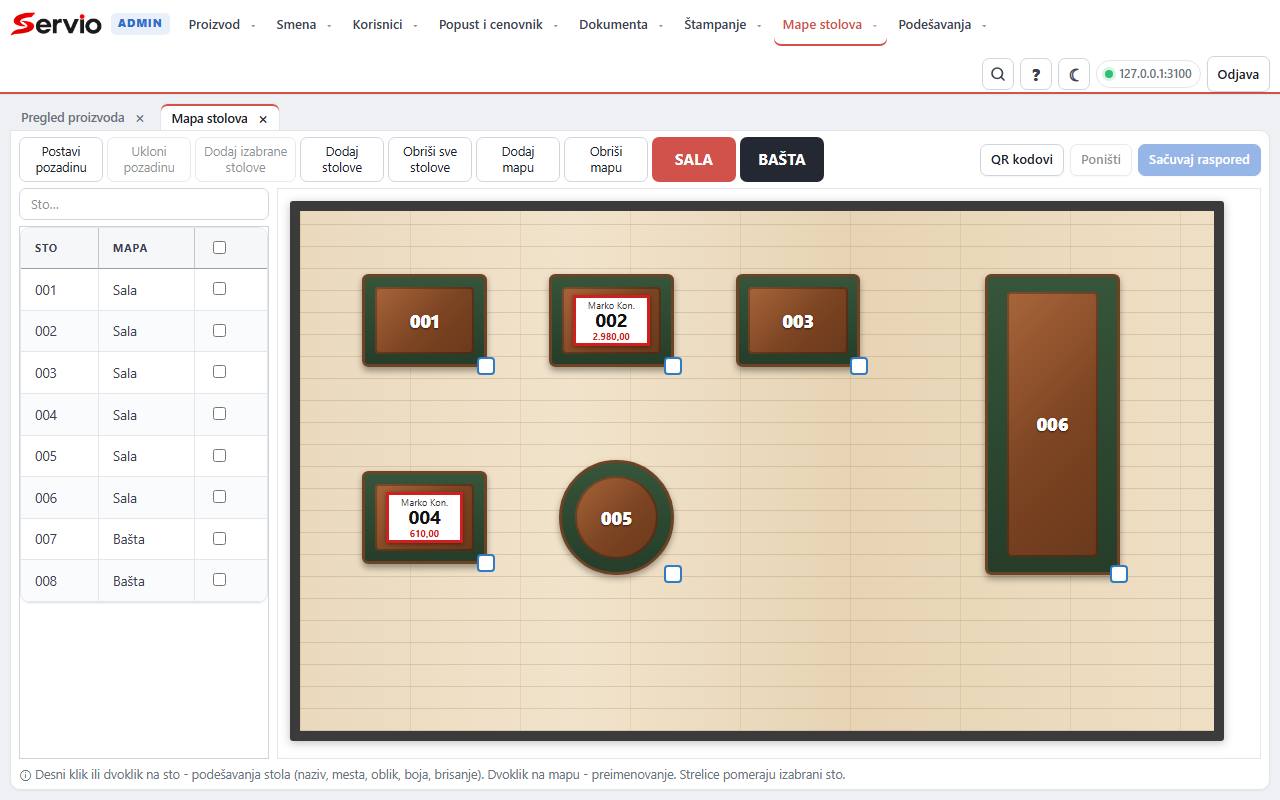 Servio ADMIN Proizvod Smena Korisnici Popust i cenovnik Dokumenta Štampanje Mape stolova Podešavanja
? 127.0.0.1:3100 Odjava
Pregled proizvoda × Mapa stolova ×
Postavi pozadinu
Ukloni pozadinu
Dodaj izabrane stolove
Dodaj stolove
Obriši sve stolove
Dodaj mapu
Obriši mapu
SALA
BAŠTA
QR kodovi
Poništi
Sačuvaj raspored
Sto...
STO MAPA
001 Sala
002 Sala
003 Sala
004 Sala
005 Sala
006 Sala
007 Bašta
008 Bašta
001
Marko Kon.
002
2.980,00
003
006
Marko Kon.
004
610,00
005
Desni klik ili dvoklik na sto - podešavanja stola (naziv, mesta, oblik, boja, brisanje). Dvoklik na mapu - preimenovanje. Strelice pomeraju izabrani sto.